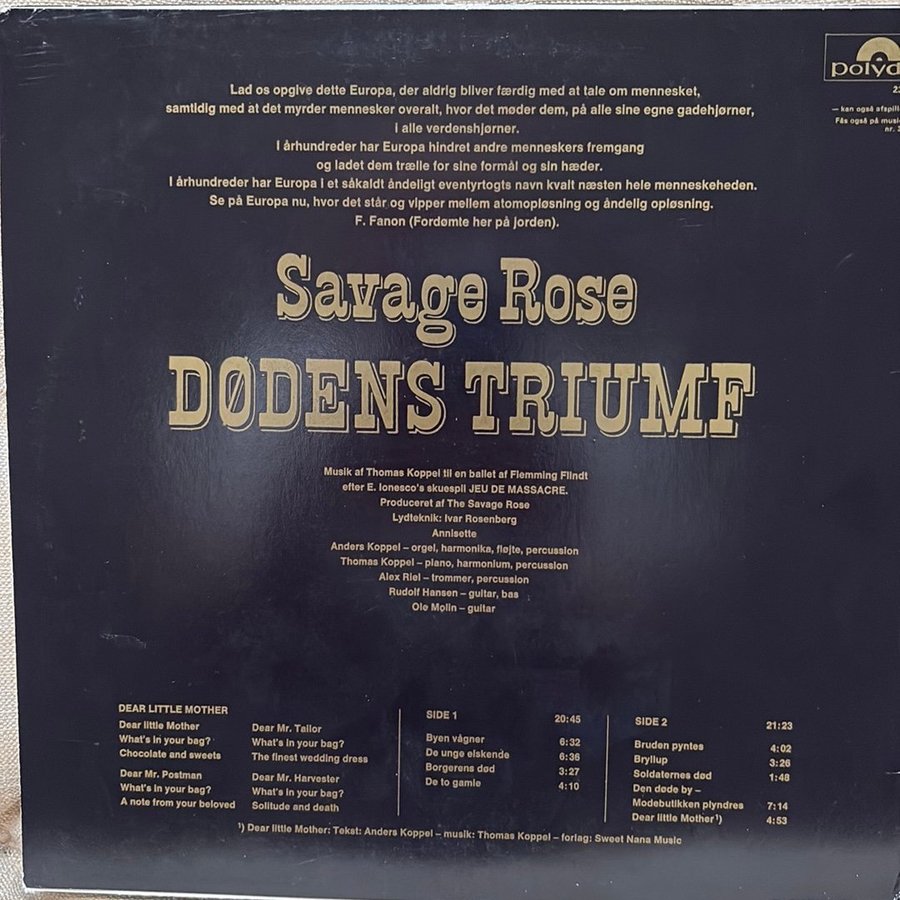 Lad os opgive dette Europa, der aldrig bliver færdig med at tale om mennesket,
samtidig med at det myrder mennesker overalt, hvor det møder dem, på alle sine egne gadehjørner,
i alle verdenshjørner.
I århundreder har Europa hindret andre menneskers fremgang
og ladet dem trælle for sine formål og sin hæder.
I århundreder har Europa i et såkaldt åndeligt eventyrtogts navn kvalt næsten hele menneskeheden.
Se på Europa nu, hvor det står og vipper mellem atomopløsning og åndelig opløsning.
F. Fanon (Fordømte her på jorden).
polyd
23
– kan også afspill
Fås også på musi
nr. 3
Savage Rose
DØDENS TRIUMF
Musik af Thomas Koppel til en ballet af Flemming Flindt
efter E. Ionesco's skuespil JEU DE MASSACRE.
Produceret af The Savage Rose
Lydteknik: Ivar Rosenberg
Annisette
Anders Koppel – orgel, harmonika, fløjte, percussion
Thomas Koppel – piano, harmonium, percussion
Alex Riel – trommer, percussion
Rudolf Hansen – guitar, bas
Ole Molin – guitar
DEAR LITTLE MOTHER
Dear little Mother
What's in your bag?
Chocolate and sweets
Dear Mr. Postman
What's in your bag?
A note from your beloved
Dear Mr. Tailor
What's in your bag?
The finest wedding dress
Dear Mr. Harvester
What's in your bag?
Solitude and death
SIDE 1 20:45
Byen vågner 6:32
De unge elskende 6:36
Borgerens død 3:27
De to gamle 4:10
SIDE 2 21:23
Bruden pyntes 4:02
Bryllup 3:26
Soldaternes død 1:48
Den døde by –
Modebutikken plyndres 7:14
Dear little Mother¹) 4:53
¹) Dear little Mother: Tekst: Anders Koppel – musik: Thomas Koppel – forlag: Sweet Nana Music